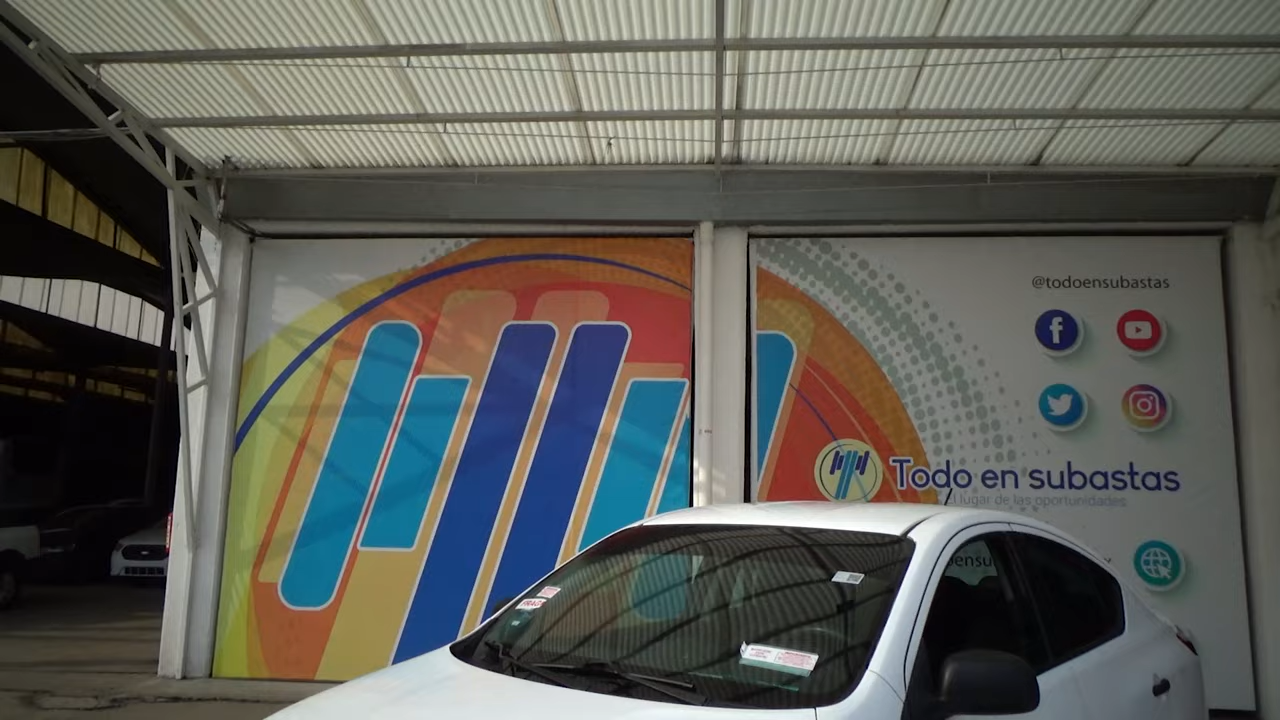 @todoensubastas
Todo en subastas
El lugar de las oportunidades